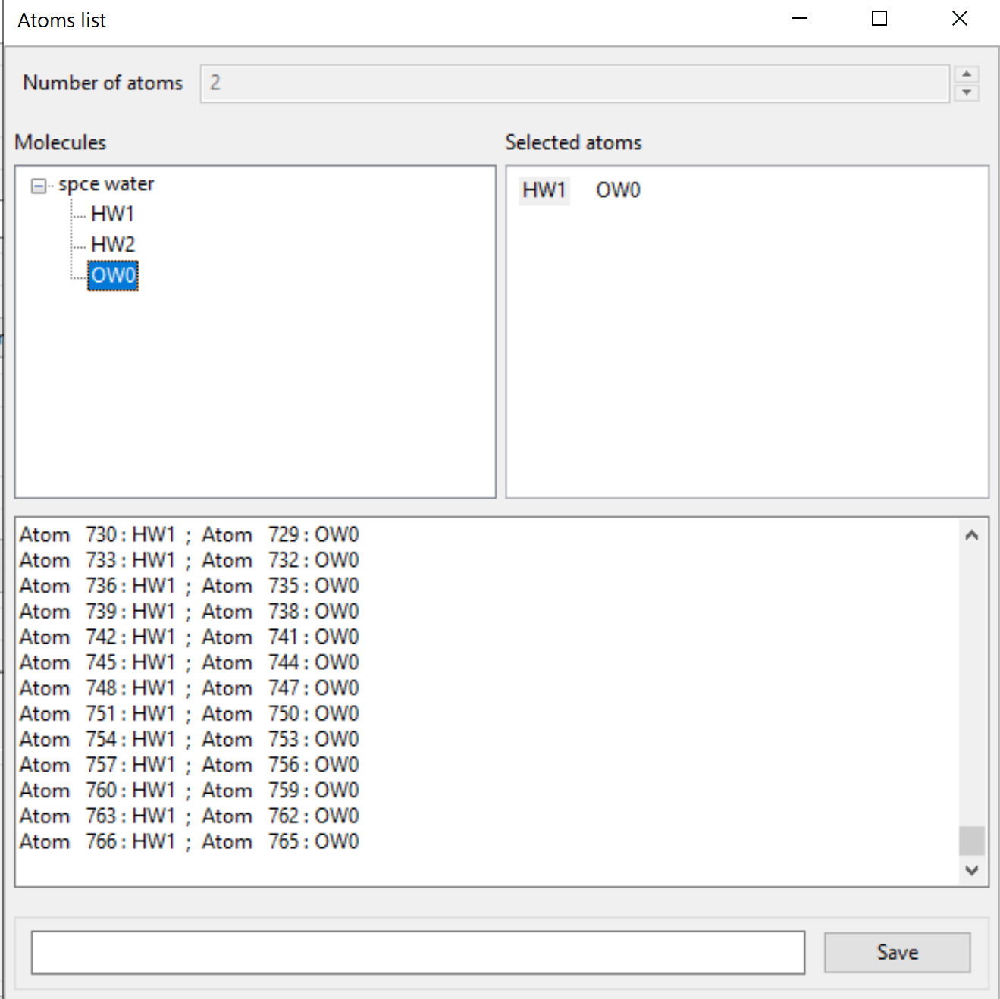 Atoms list
Number of atoms 2
Molecules
spce water
HW1
HW2
OW0
Selected atoms
HW1 OW0
Atom 730 : HW1 ; Atom 729 : OW0
Atom 733 : HW1 ; Atom 732 : OW0
Atom 736 : HW1 ; Atom 735 : OW0
Atom 739 : HW1 ; Atom 738 : OW0
Atom 742 : HW1 ; Atom 741 : OW0
Atom 745 : HW1 ; Atom 744 : OW0
Atom 748 : HW1 ; Atom 747 : OW0
Atom 751 : HW1 ; Atom 750 : OW0
Atom 754 : HW1 ; Atom 753 : OW0
Atom 757 : HW1 ; Atom 756 : OW0
Atom 760 : HW1 ; Atom 759 : OW0
Atom 763 : HW1 ; Atom 762 : OW0
Atom 766 : HW1 ; Atom 765 : OW0
Save